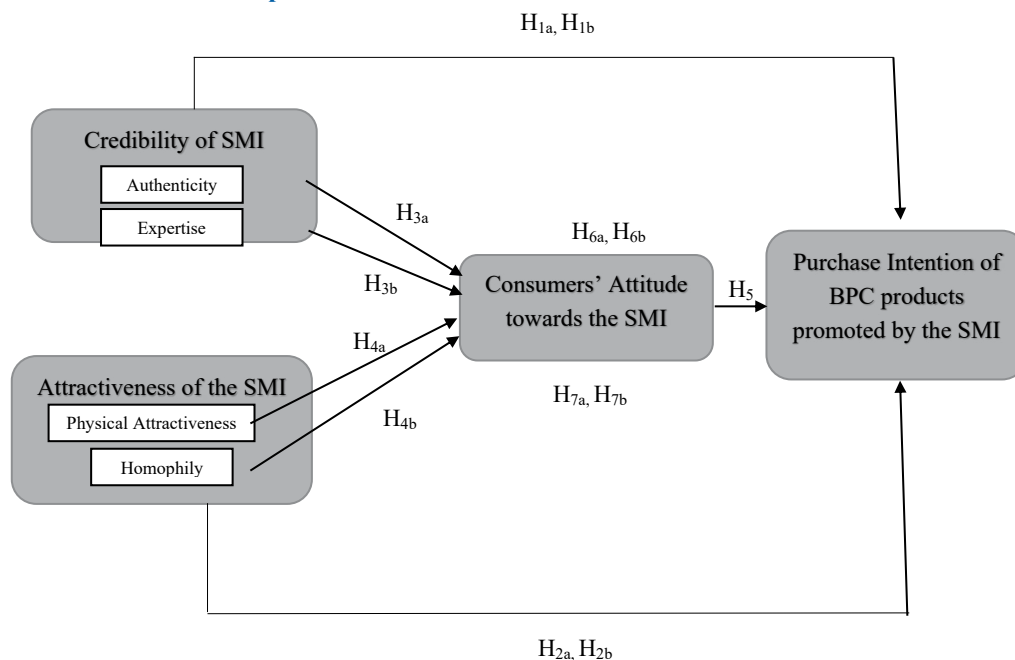 H1a, H1b
Credibility of SMI
Authenticity
Expertise
H3a
H3b
H6a, H6b
Consumers’ Attitude
towards the SMI
H5
Purchase Intention of
BPC products
promoted by the SMI
Attractiveness of the SMI
Physical Attractiveness
Homophily
H4a
H4b
H7a, H7b
H2a, H2b